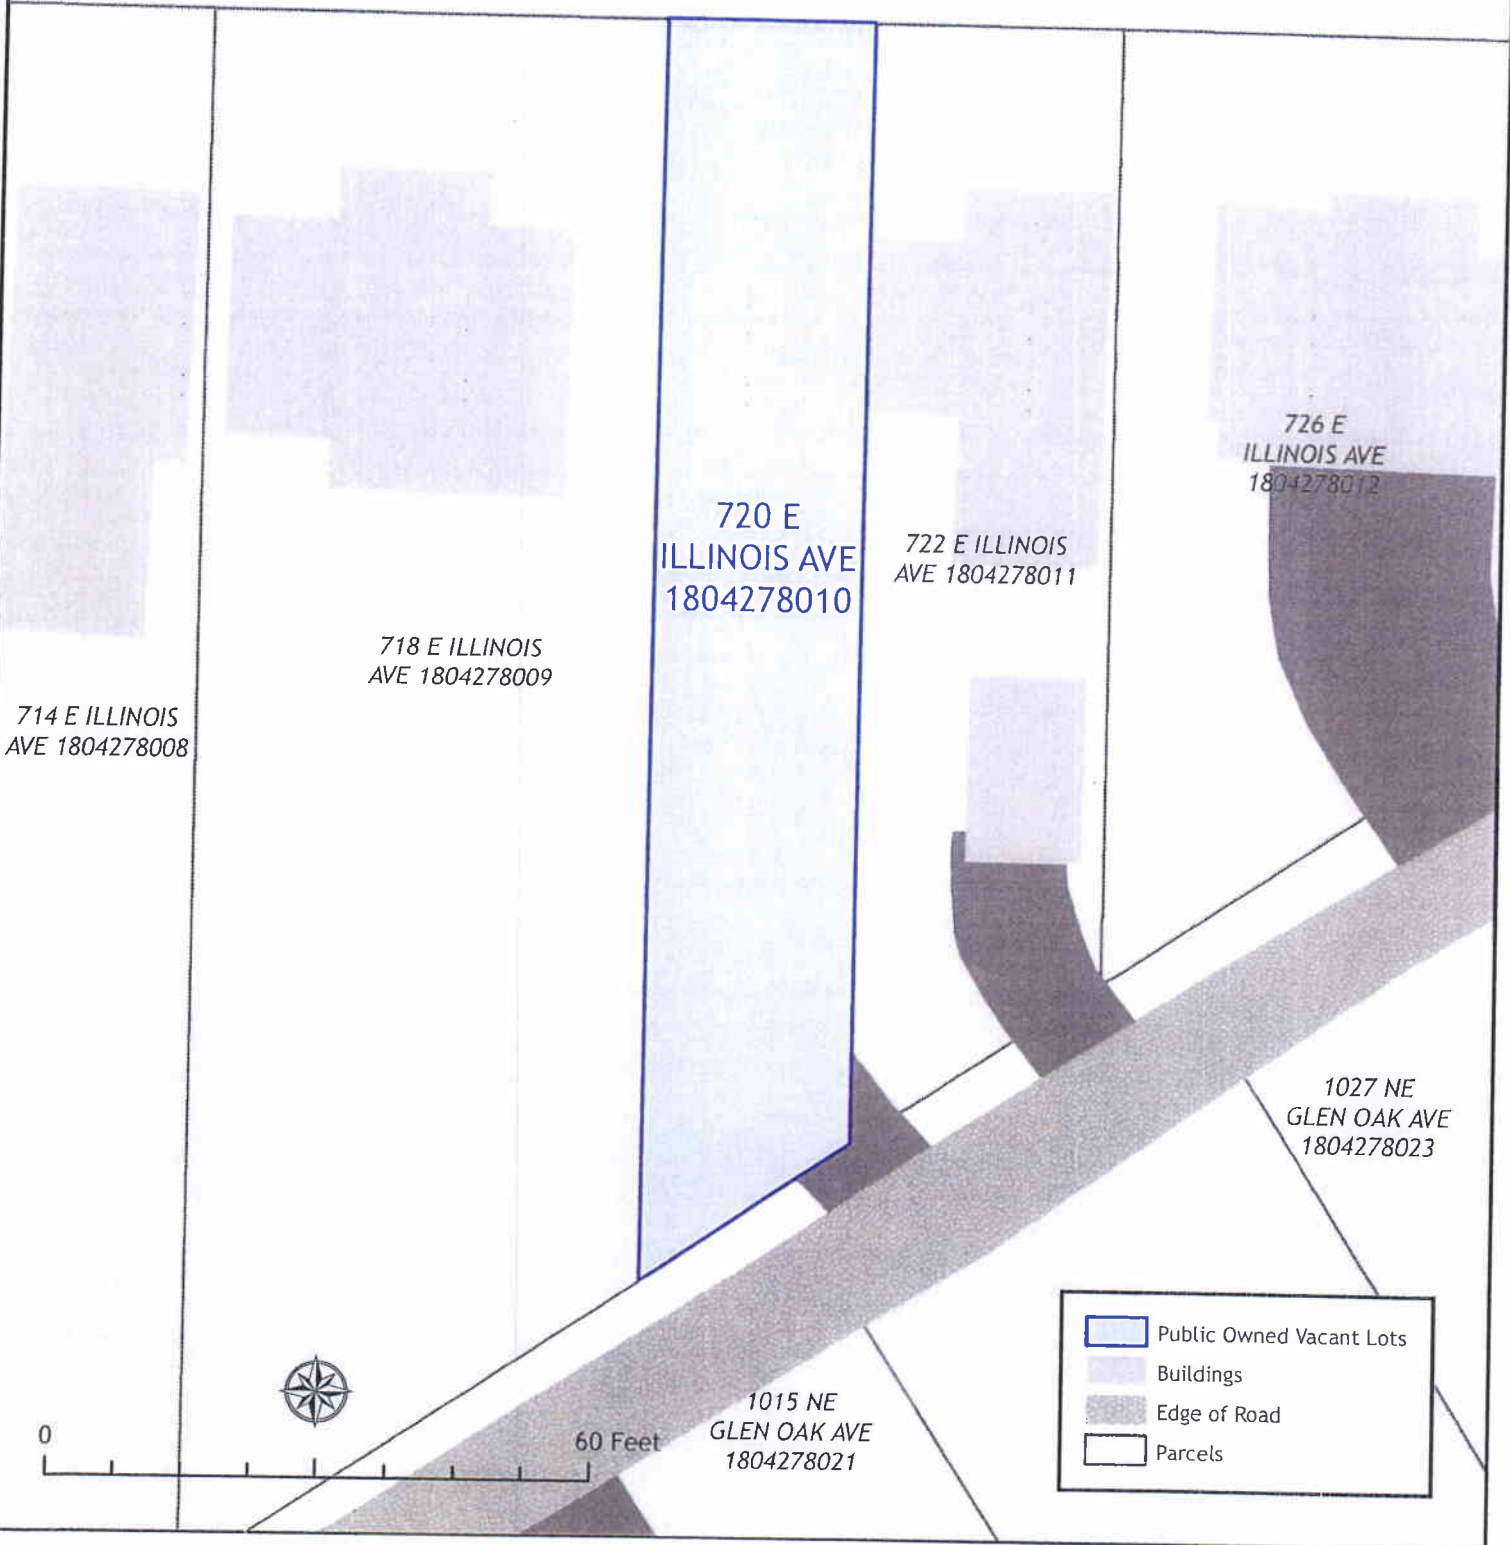 726 E
ILLINOIS AVE
1804278012
720 E
ILLINOIS AVE
1804278010
722 E ILLINOIS
AVE 1804278011
718 E ILLINOIS
AVE 1804278009
714 E ILLINOIS
AVE 1804278008
1027 NE
GLEN OAK AVE
1804278023
1015 NE
GLEN OAK AVE
1804278021
0
60 Feet
Public Owned Vacant Lots
Buildings
Edge of Road
Parcels